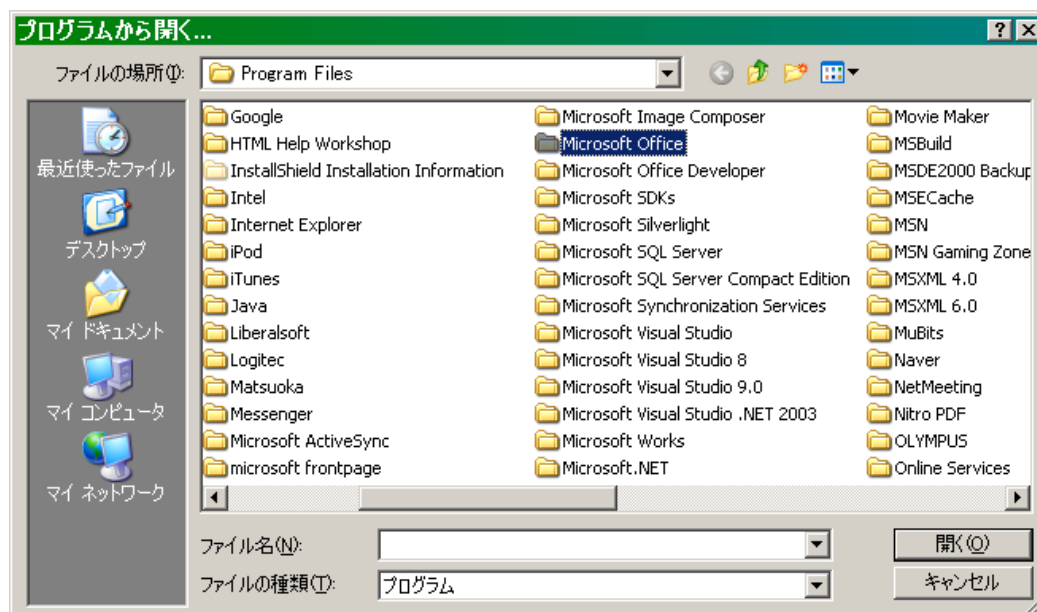 プログラムから開く...
ファイルの場所(I):
Program Files
最近使ったファイル
デスクトップ
マイ ドキュメント
マイ コンピュータ
マイ ネットワーク
Google
HTML Help Workshop
InstallShield Installation Information
Intel
Internet Explorer
iPod
iTunes
Java
Liberalsoft
Logitec
Matsuoka
Messenger
Microsoft ActiveSync
microsoft frontpage
Microsoft Image Composer
Microsoft Office
Microsoft Office Developer
Microsoft SDKs
Microsoft Silverlight
Microsoft SQL Server
Microsoft SQL Server Compact Edition
Microsoft Synchronization Services
Microsoft Visual Studio
Microsoft Visual Studio 8
Microsoft Visual Studio 9.0
Microsoft Visual Studio .NET 2003
Microsoft Works
Microsoft.NET
Movie Maker
MSBuild
MSDE2000 Backup
MSECache
MSN
MSN Gaming Zone
MSXML 4.0
MSXML 6.0
MuBits
Naver
NetMeeting
Nitro PDF
OLYMPUS
Online Services
ファイル名(N):
開く(O)
ファイルの種類(T):
プログラム
キャンセル